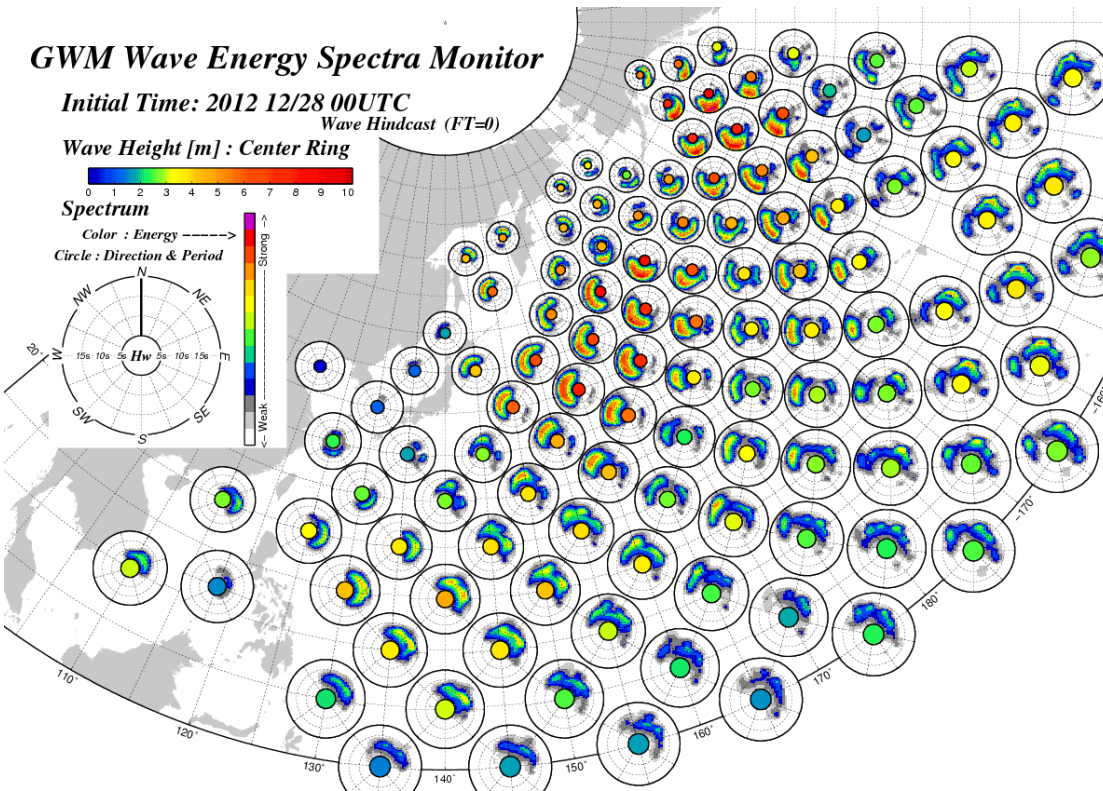 GWM Wave Energy Spectra Monitor
Initial Time: 2012 12/28 00UTC
Wave Hindcast (FT=0)
Wave Height [m] : Center Ring
0 1 2 3 4 5 6 7 8 9 10
Spectrum
Color : Energy ----->
Circle : Direction & Period
<- Weak Strong ->
N
NW NE
W 15s 10s 5s Hw 5s 10s 15s E
SW SE
S
20°
110°
120°
130°
140°
150°
160°
170°
180°
-170°
-160°